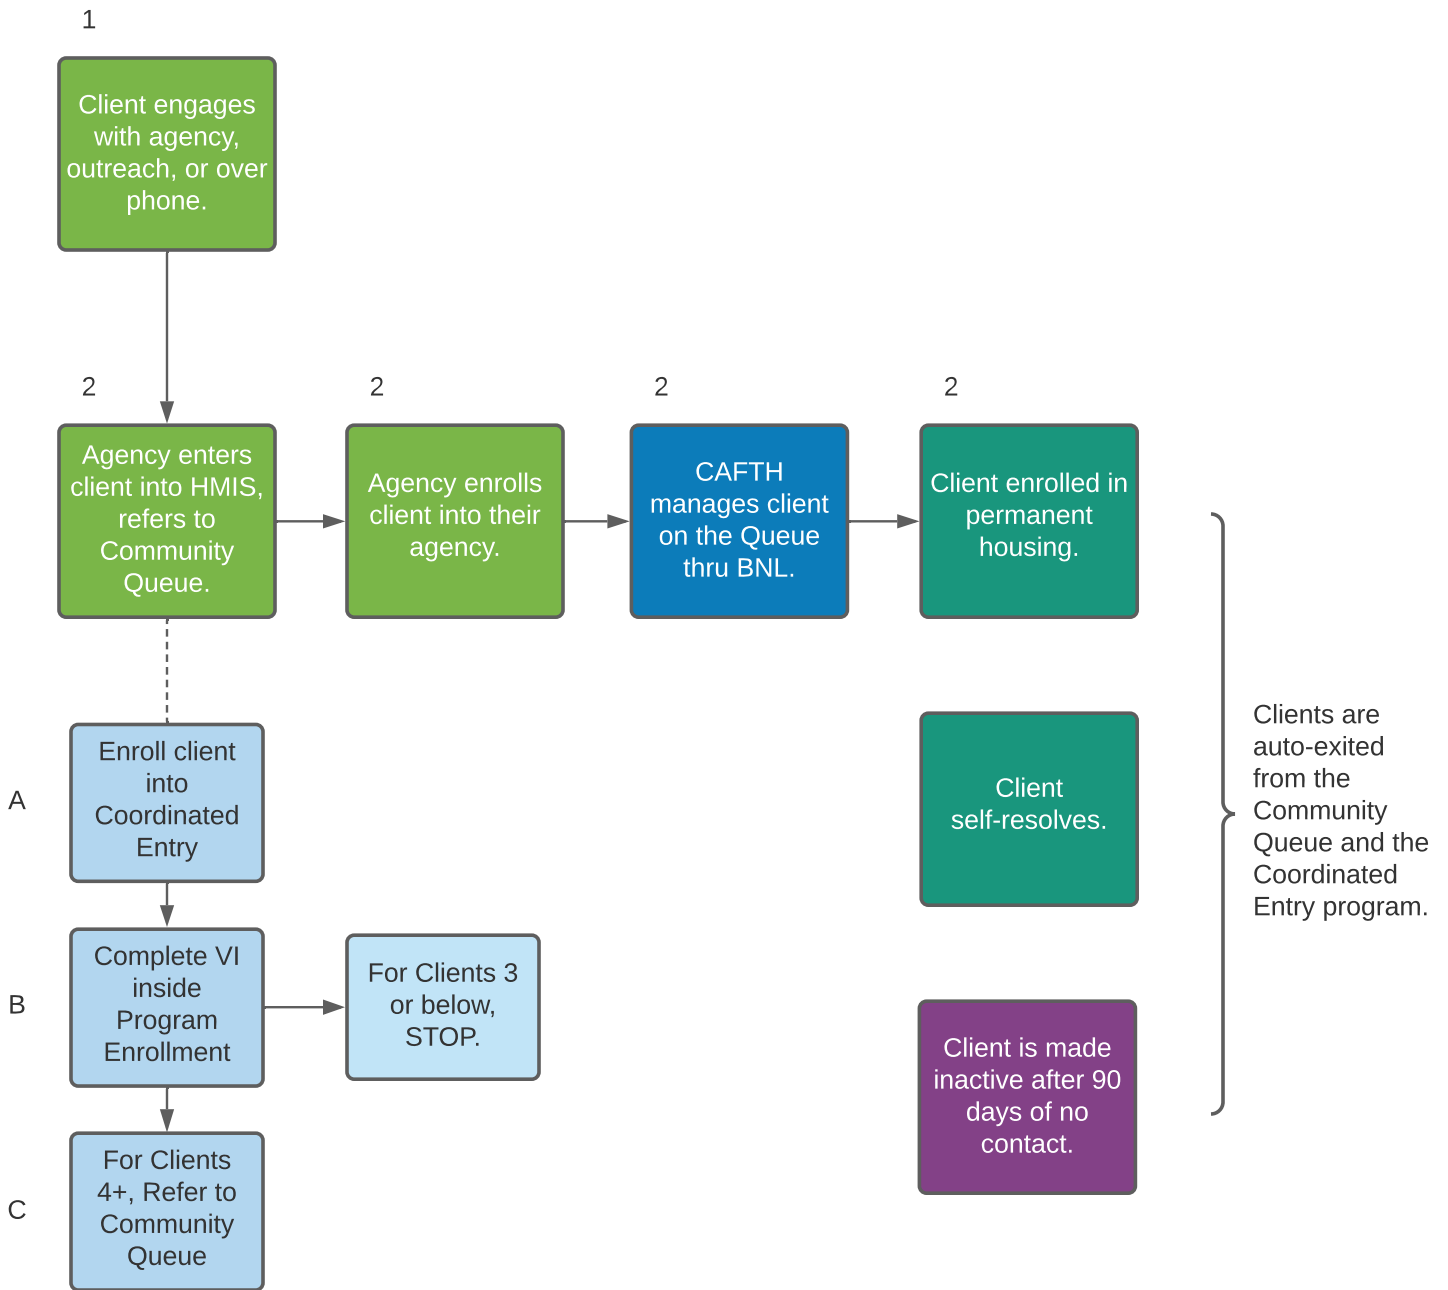 1
Client engages
with agency,
outreach, or over
phone.
2
Agency enters
client into HMIS,
refers to
Community
Queue.
2
Agency enrolls
client into their
agency.
2
CAFTH
manages client
on the Queue
thru BNL.
2
Client enrolled in
permanent
housing.
A
Enroll client
into
Coordinated
Entry
Client
self-resolves.
Clients are
auto-exited
from the
Community
Queue and the
Coordinated
Entry program.
B
Complete VI
inside
Program
Enrollment
For Clients 3
or below,
STOP.
Client is made
inactive after 90
days of no
contact.
C
For Clients
4+, Refer to
Community
Queue